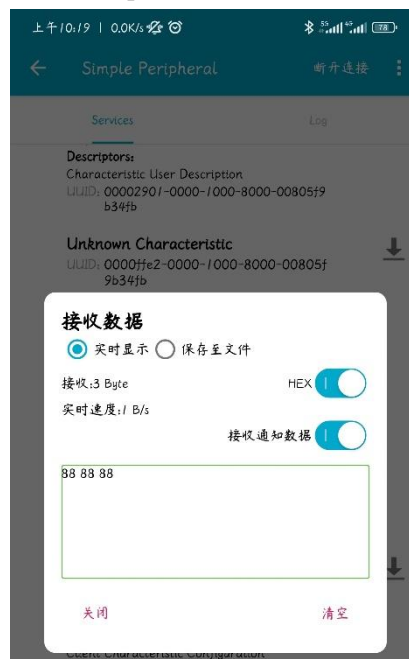 上午10:19 | 0.0K/s
5G 4G 78
Simple Peripheral 断开连接
Services Log
Descriptors:
Characteristic User Description
UUID: 00002901-0000-1000-8000-00805f9
b34fb
Unknown Characteristic
UUID: 0000ffe2-0000-1000-8000-00805f
9b34fb
接收数据
实时显示 保存至文件
接收:3 Byte HEX
实时速度:1 B/s
接收通知数据
88 88 88
关闭 清空
Client Characteristic Configuration